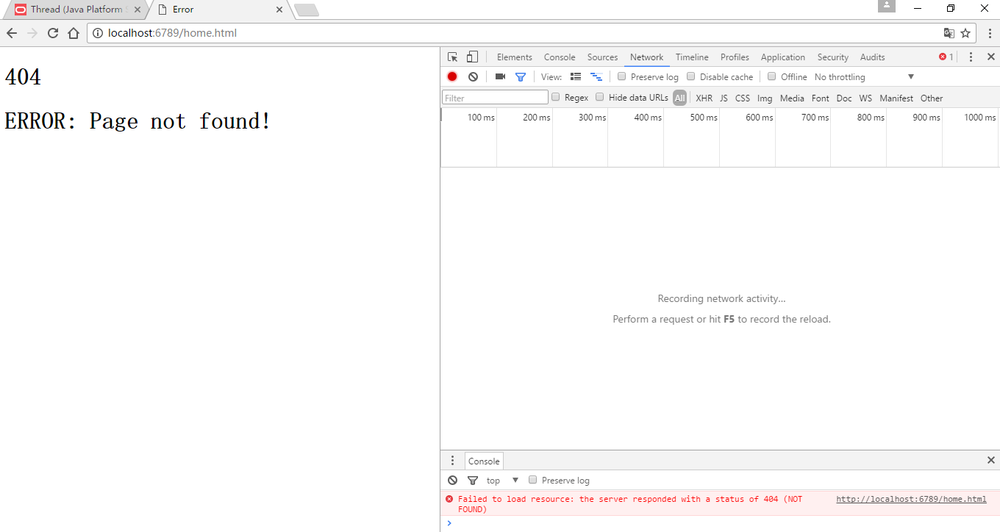 Thread (Java Platform S
Error
localhost:6789/home.html
404
ERROR: Page not found!
Elements Console Sources Network Timeline Profiles Application Security Audits 1
View: Preserve log Disable cache Offline No throttling
Filter Regex Hide data URLs All XHR JS CSS Img Media Font Doc WS Manifest Other
100 ms 200 ms 300 ms 400 ms 500 ms 600 ms 700 ms 800 ms 900 ms 1000 ms
Recording network activity...
Perform a request or hit F5 to record the reload.
Console
top Preserve log
Failed to load resource: the server responded with a status of 404 (NOT http://localhost:6789/home.html
FOUND)